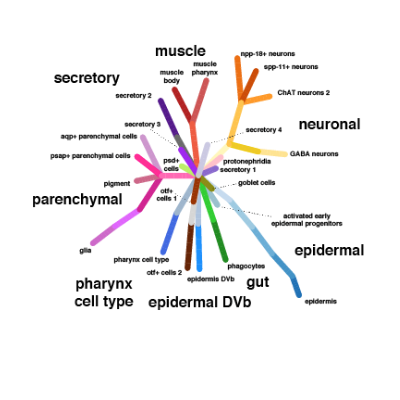 muscle
npp-18+ neurons
muscle
pharynx
spp-11+ neurons
secretory
muscle
body
secretory 2
ChAT neurons 2
secretory 3
neuronal
secretory 4
aqp+ parenchymal cells
psap+ parenchymal cells
psd+
cells
protonephridia
GABA neurons
secretory 1
pigment
goblet cells
otf+
cells 1
parenchymal
activated early
epidermal progenitors
glia
pharynx cell type
epidermal
phagocytes
otf+ cells 2
epidermis DVb
gut
pharynx
cell type
epidermal DVb
epidermis